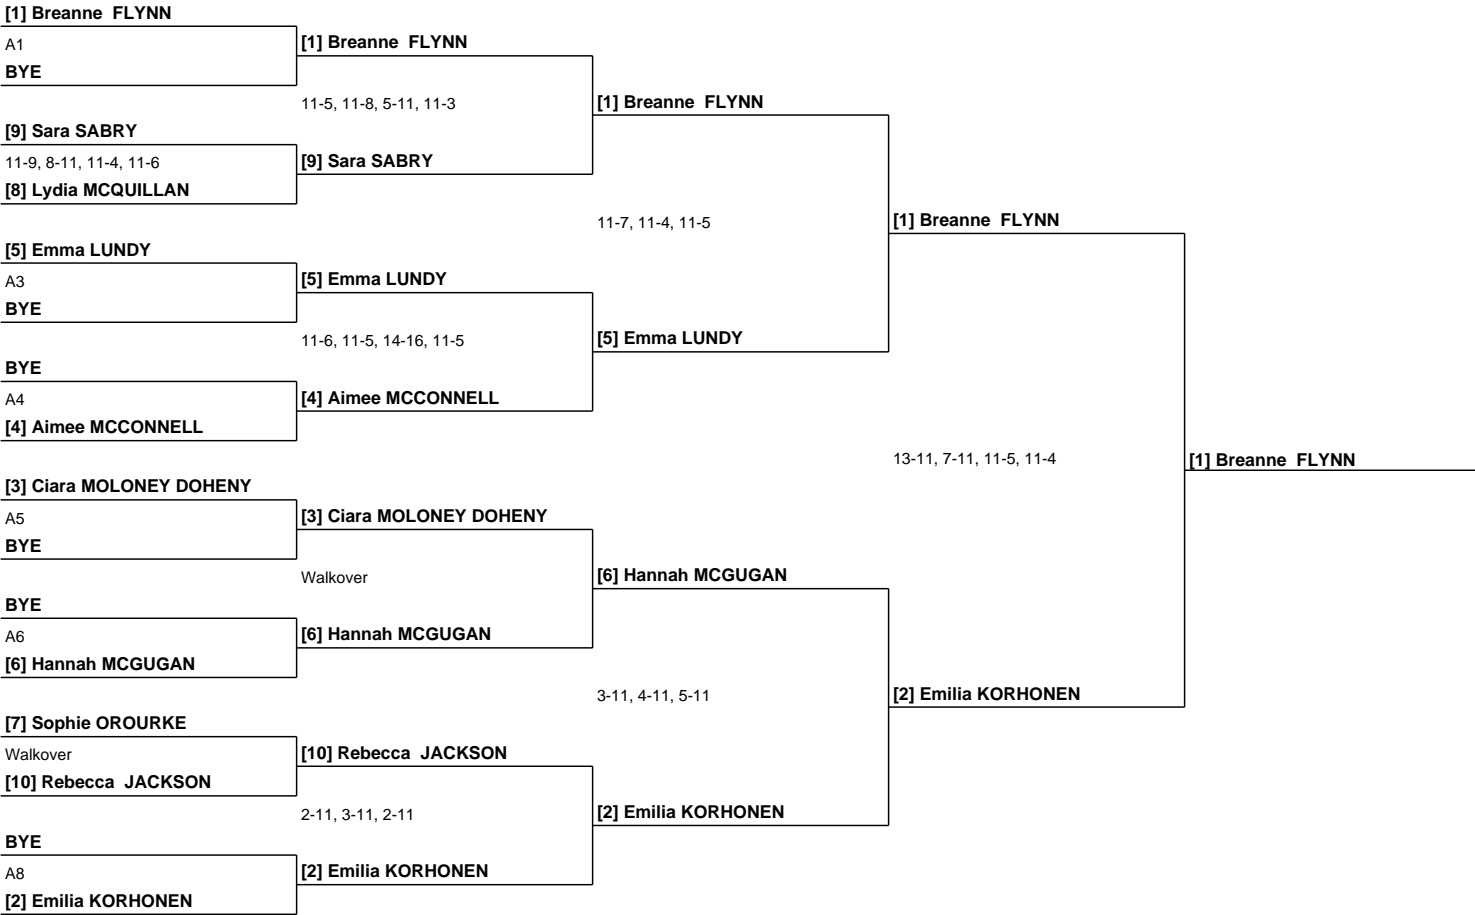 [1] Breanne  FLYNN
A1
BYE
[9] Sara SABRY
11-9, 8-11, 11-4, 11-6
[8] Lydia MCQUILLAN
[5] Emma LUNDY
A3
BYE
BYE
A4
[4] Aimee MCCONNELL
[3] Ciara MOLONEY DOHENY
A5
BYE
BYE
A6
[6] Hannah MCGUGAN
[7] Sophie OROURKE
Walkover
[10] Rebecca  JACKSON
BYE
A8
[2] Emilia KORHONEN
[1] Breanne  FLYNN
11-5, 11-8, 5-11, 11-3
[9] Sara SABRY
[5] Emma LUNDY
11-6, 11-5, 14-16, 11-5
[4] Aimee MCCONNELL
[3] Ciara MOLONEY DOHENY
Walkover
[6] Hannah MCGUGAN
[10] Rebecca  JACKSON
2-11, 3-11, 2-11
[2] Emilia KORHONEN
[1] Breanne  FLYNN
11-7, 11-4, 11-5
[5] Emma LUNDY
[6] Hannah MCGUGAN
3-11, 4-11, 5-11
[2] Emilia KORHONEN
[1] Breanne  FLYNN
13-11, 7-11, 11-5, 11-4
[2] Emilia KORHONEN
[1] Breanne  FLYNN